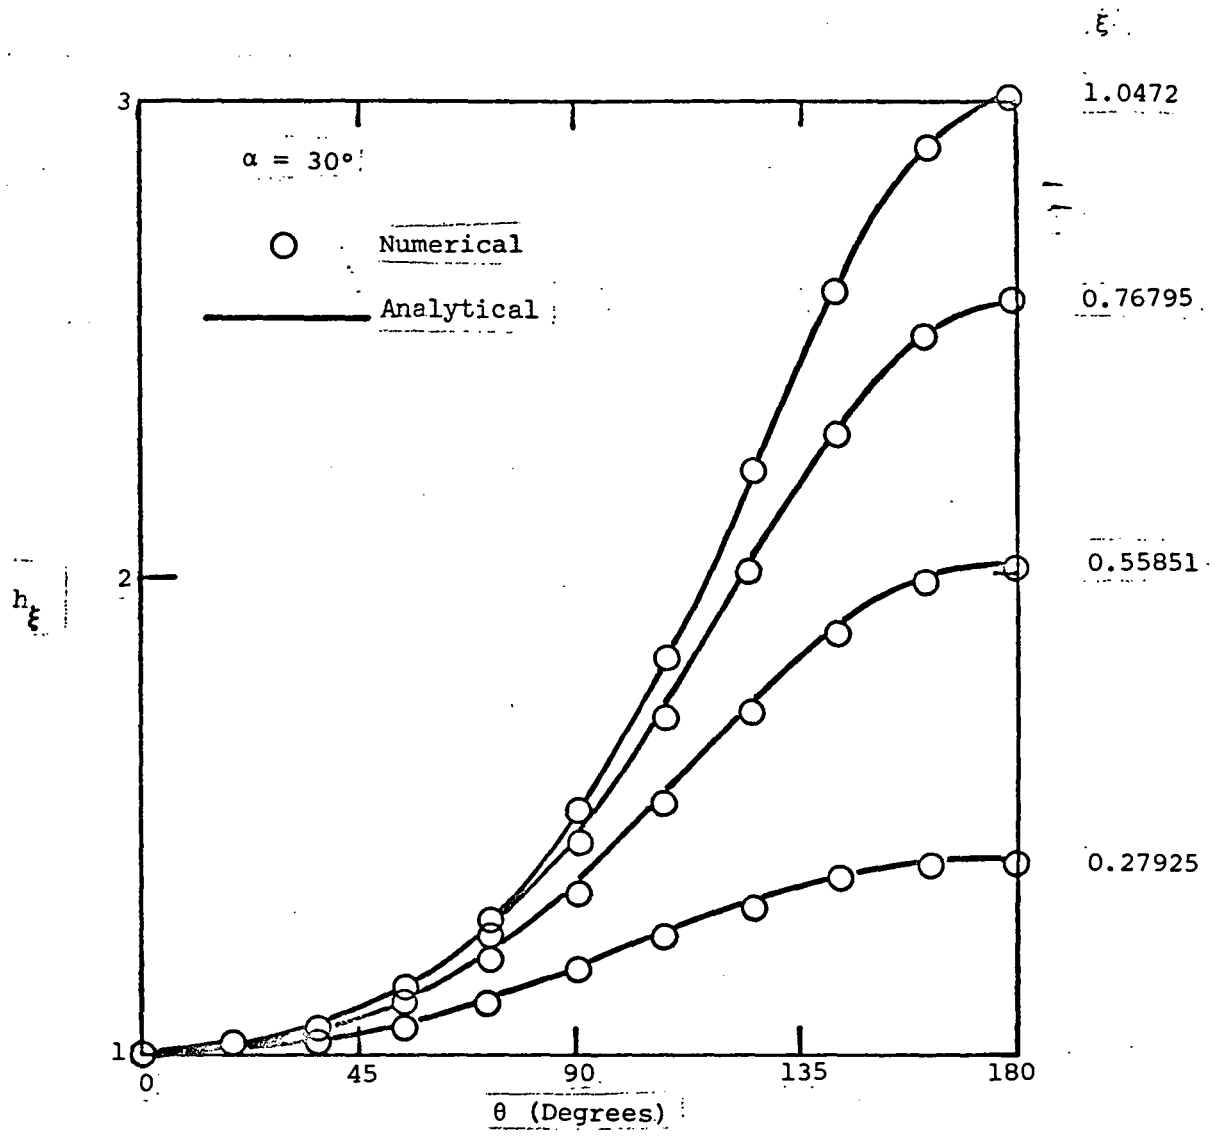 ξ
3
1.0472
α = 30°
Numerical
0.76795
Analytical
2
0.55851
h_ξ
0.27925
1
0
45
90
135
180
θ (Degrees)